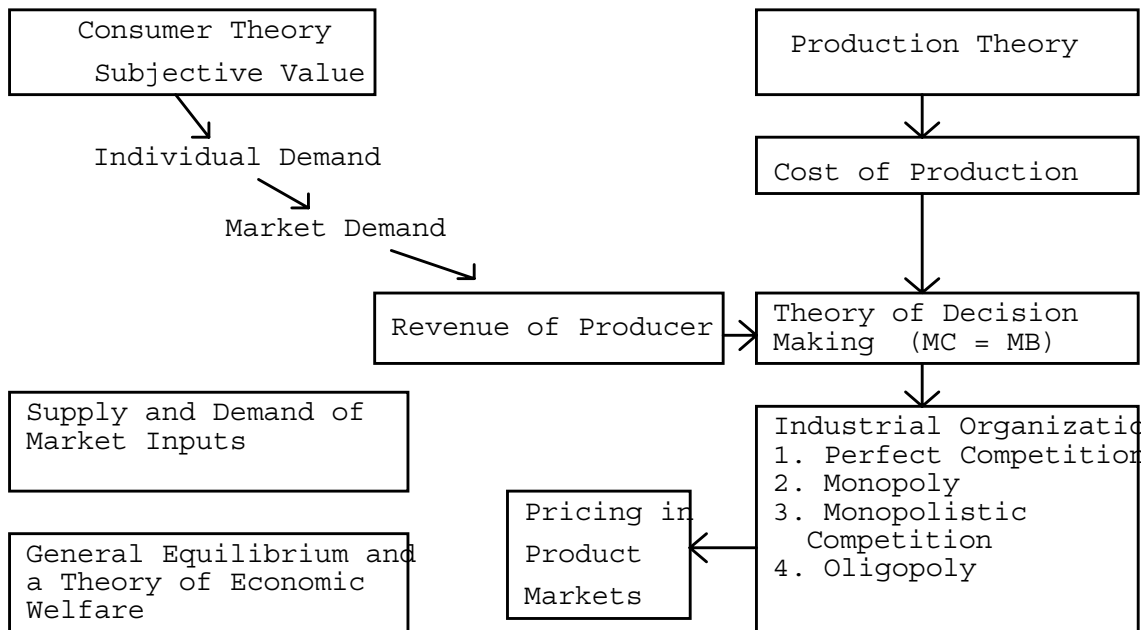 Consumer Theory
Subjective Value
Production Theory
Individual Demand
Cost of Production
Market Demand
Revenue of Producer
Theory of Decision
Making (MC = MB)
Supply and Demand of
Market Inputs
Industrial Organizatio
1. Perfect Competition
2. Monopoly
3. Monopolistic
Competition
4. Oligopoly
Pricing in
Product
Markets
General Equilibrium and
a Theory of Economic
Welfare